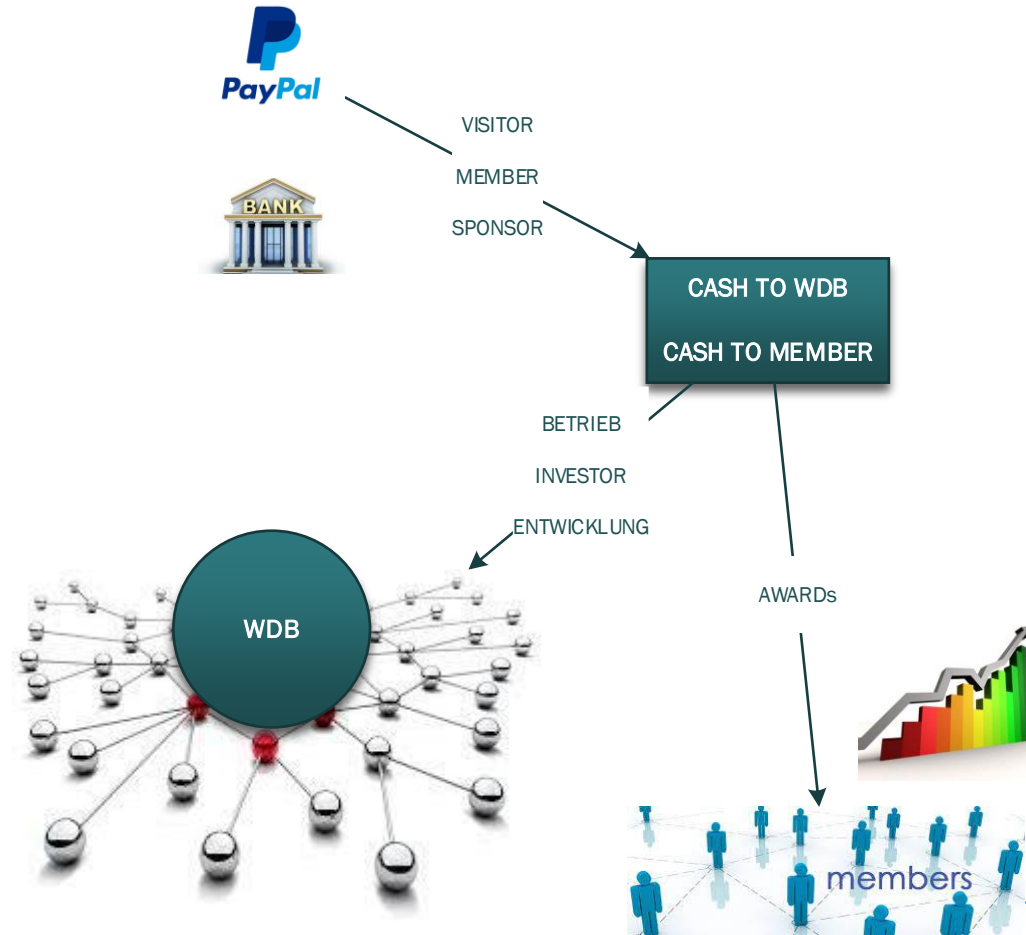 PayPal
VISITOR
MEMBER
SPONSOR
BANK
CASH TO WDB
CASH TO MEMBER
BETRIEB
INVESTOR
ENTWICKLUNG
WDB
AWARDs
members